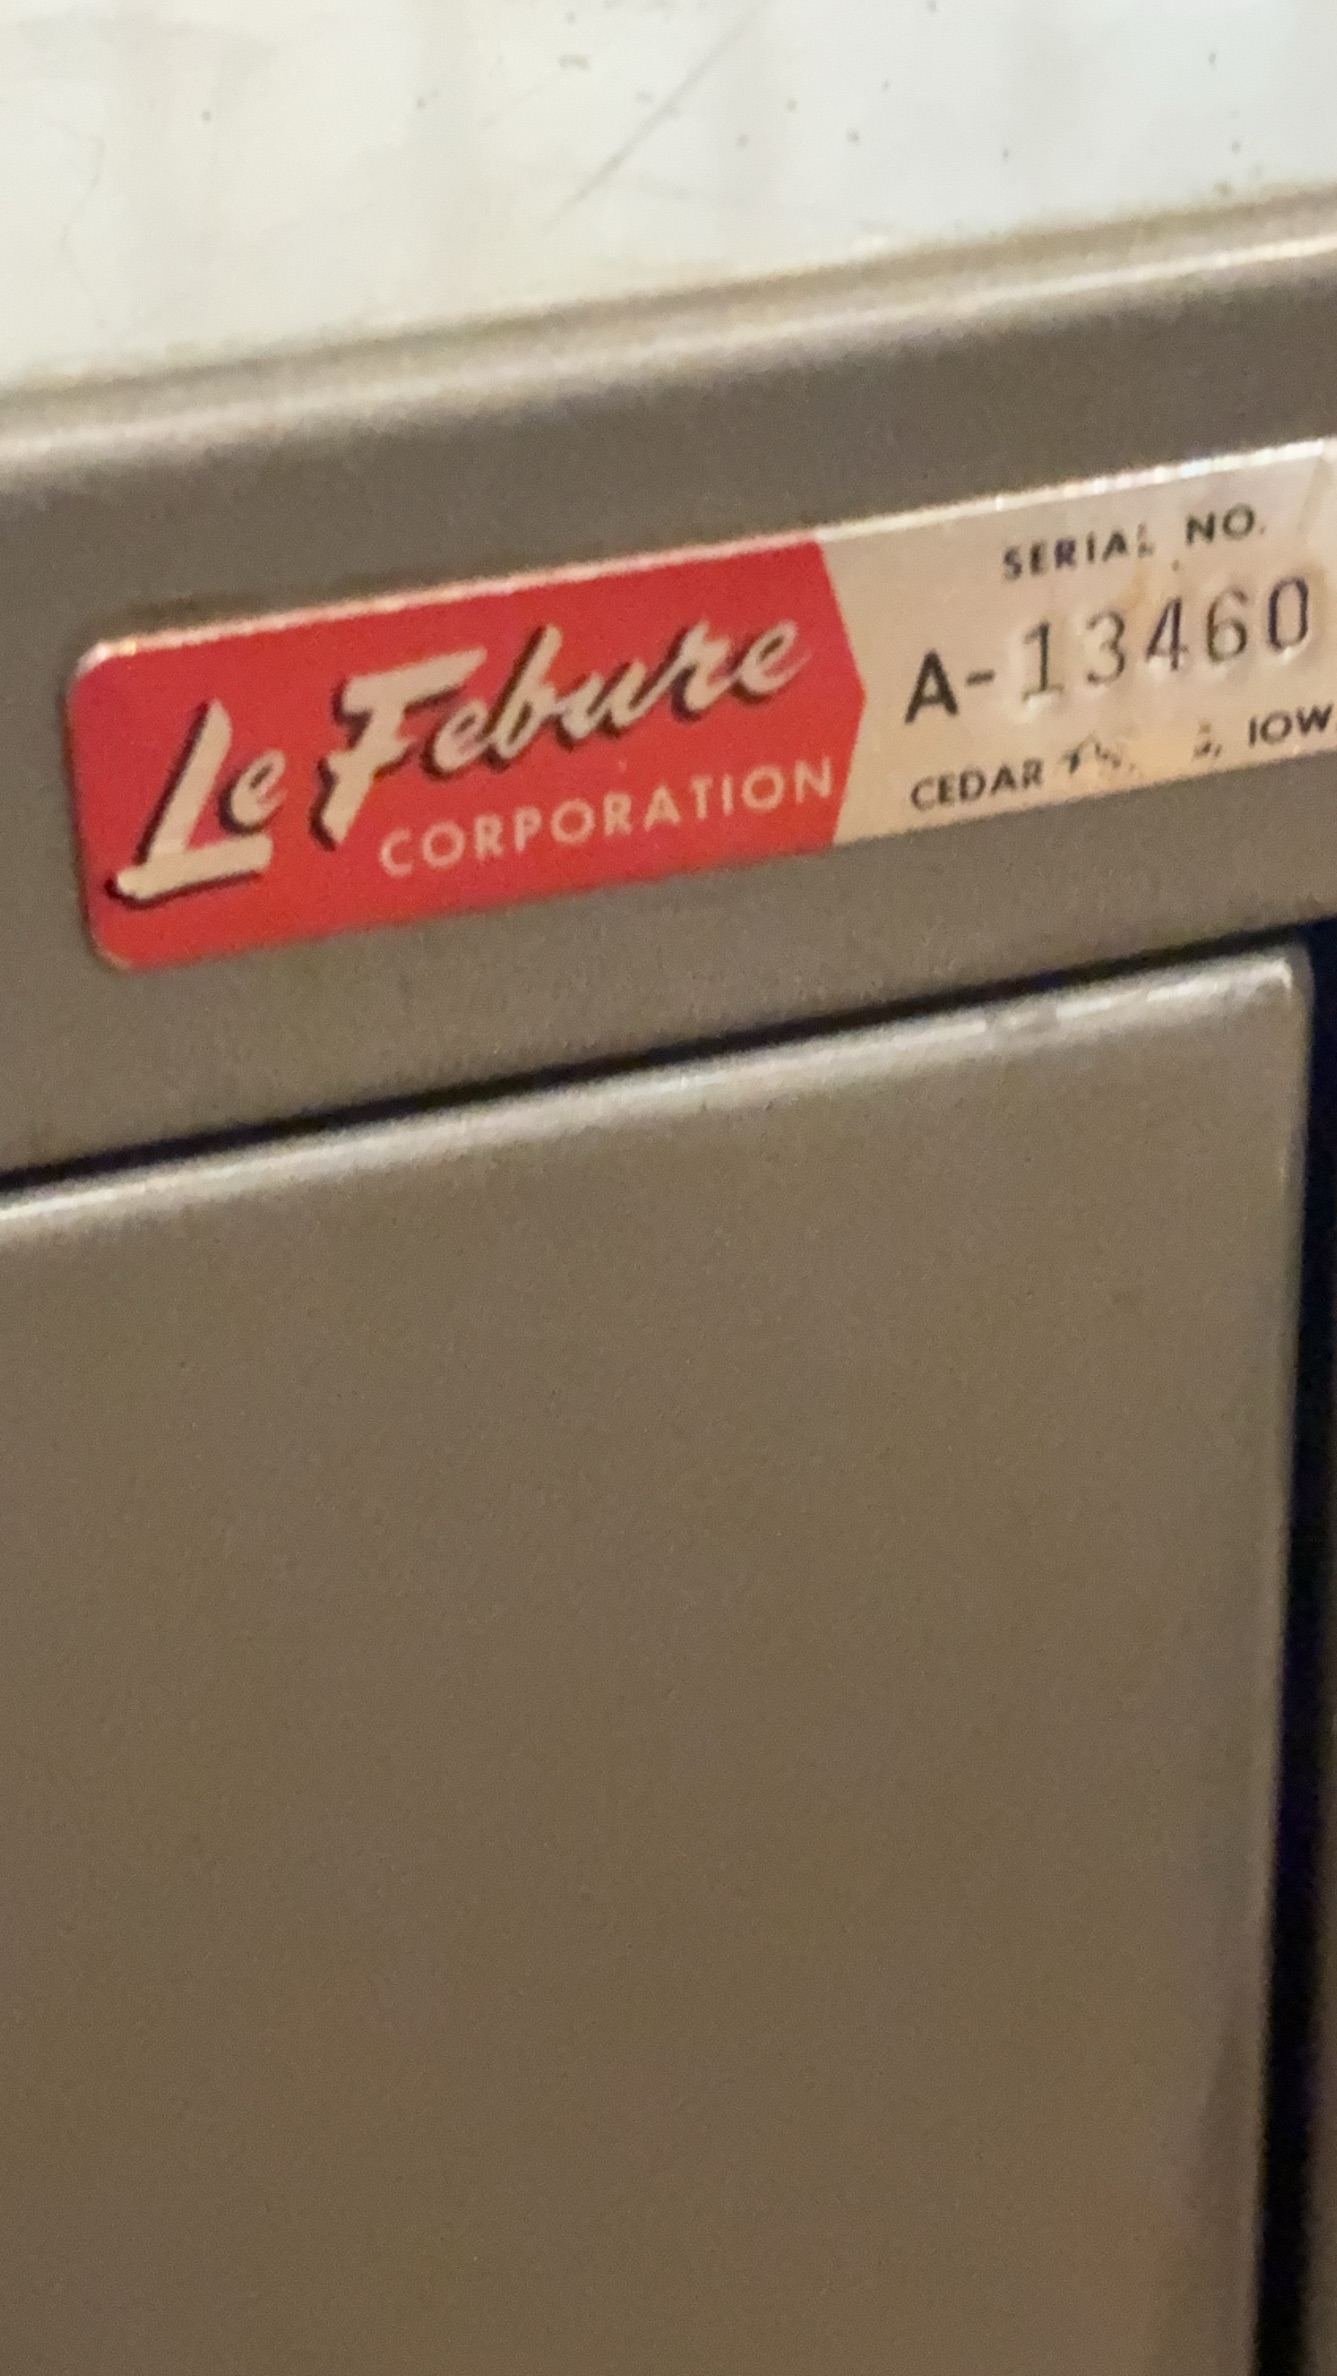 Le Febure
CORPORATION
SERIAL NO.
A-13460
CEDAR